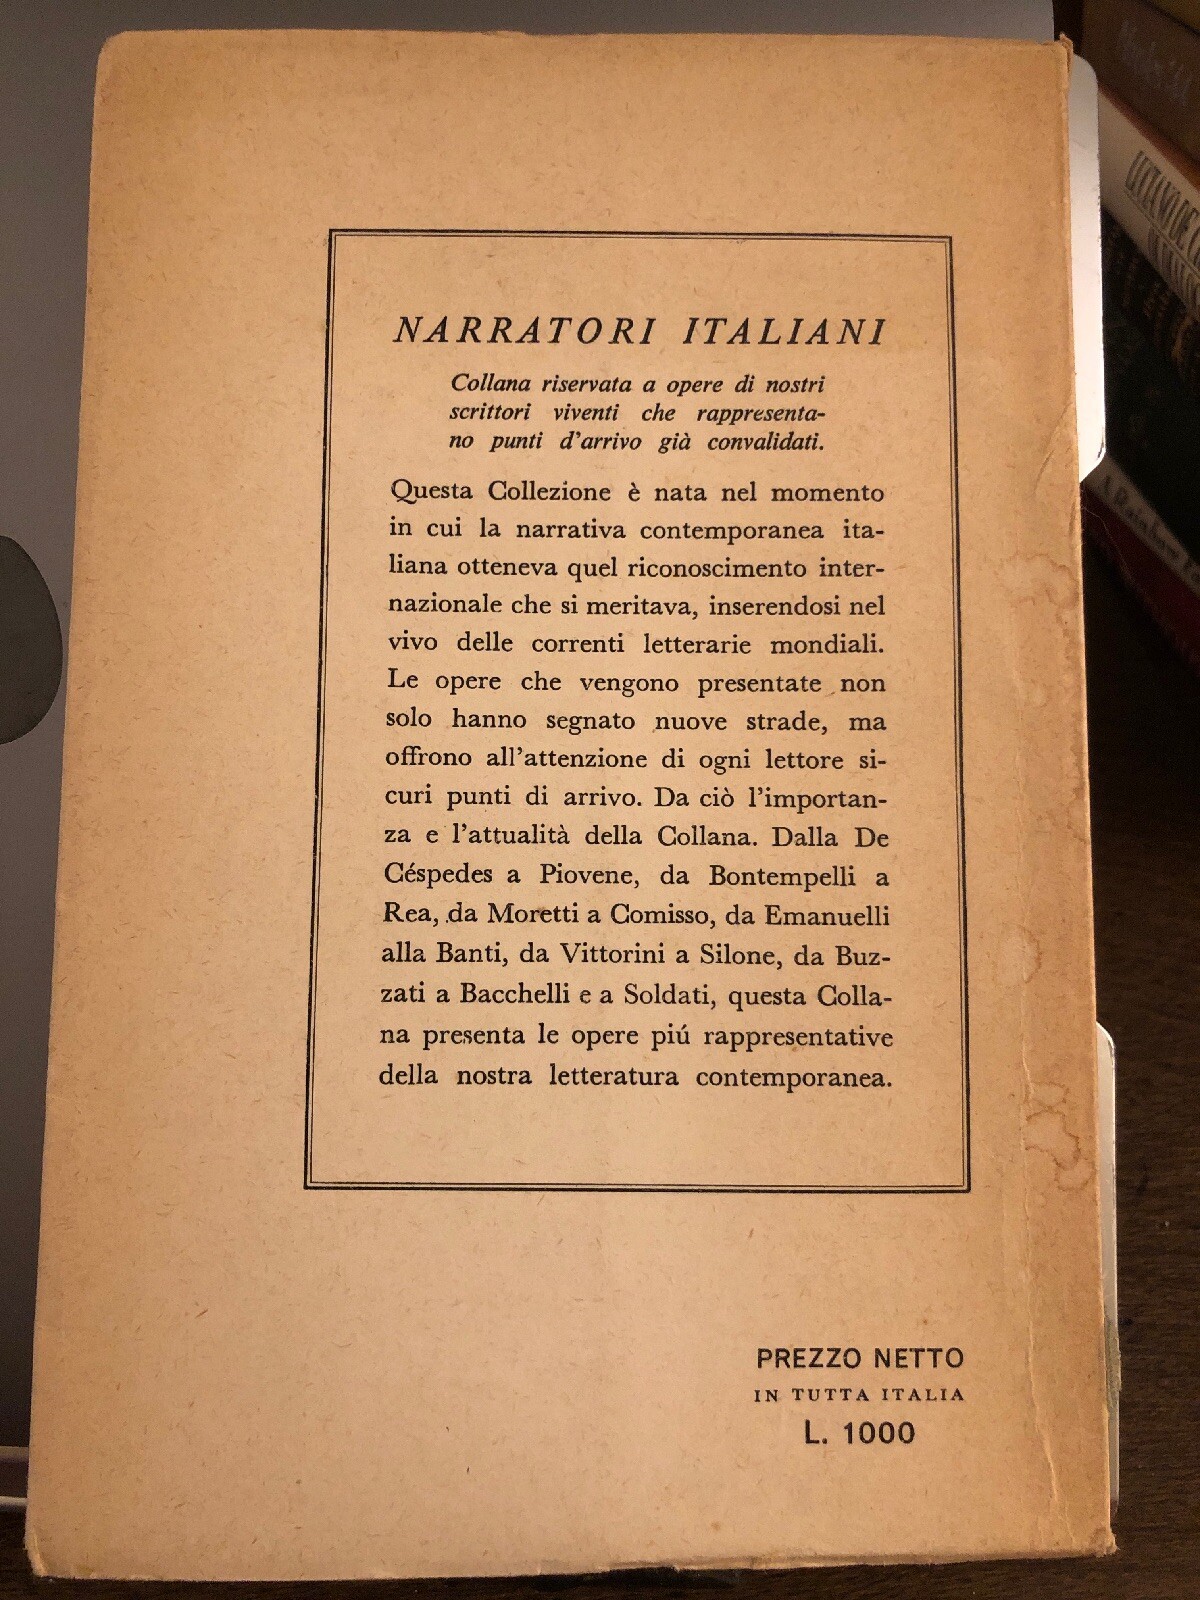 NARRATORI ITALIANI
Collana riservata a opere di nostri
scrittori viventi che rappresenta-
no punti d'arrivo già convalidati.
Questa Collezione è nata nel momento
in cui la narrativa contemporanea ita-
liana otteneva quel riconoscimento inter-
nazionale che si meritava, inserendosi nel
vivo delle correnti letterarie mondiali.
Le opere che vengono presentate non
solo hanno segnato nuove strade, ma
offrono all'attenzione di ogni lettore si-
curi punti di arrivo. Da ciò l'importan-
za e l'attualità della Collana. Dalla De
Céspedes a Piovene, da Bontempelli a
Rea, da Moretti a Comisso, da Emanuelli
alla Banti, da Vittorini a Silone, da Buz-
zati a Bacchelli e a Soldati, questa Colla-
na presenta le opere piú rappresentative
della nostra letteratura contemporanea.
PREZZO NETTO
IN TUTTA ITALIA
L. 1000
A Rainbow